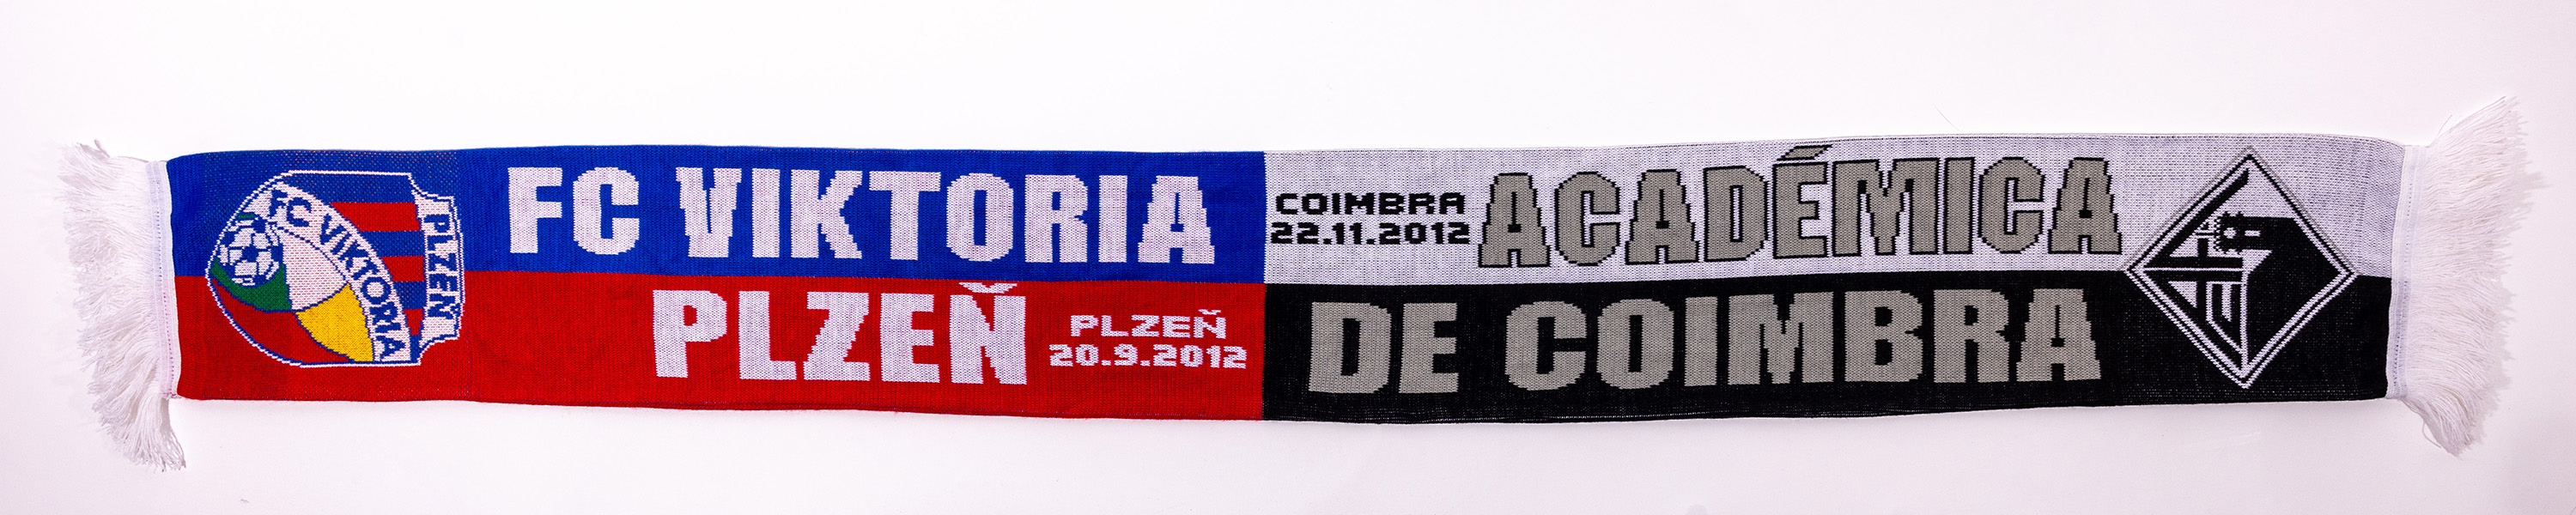 FC VIKTORIA
PLZEŇ
FC VIKTORIA
PLZEŇ
PLZEŇ
20.9.2012
COIMBRA
22.11.2012
ACADÉMICA
DE COIMBRA